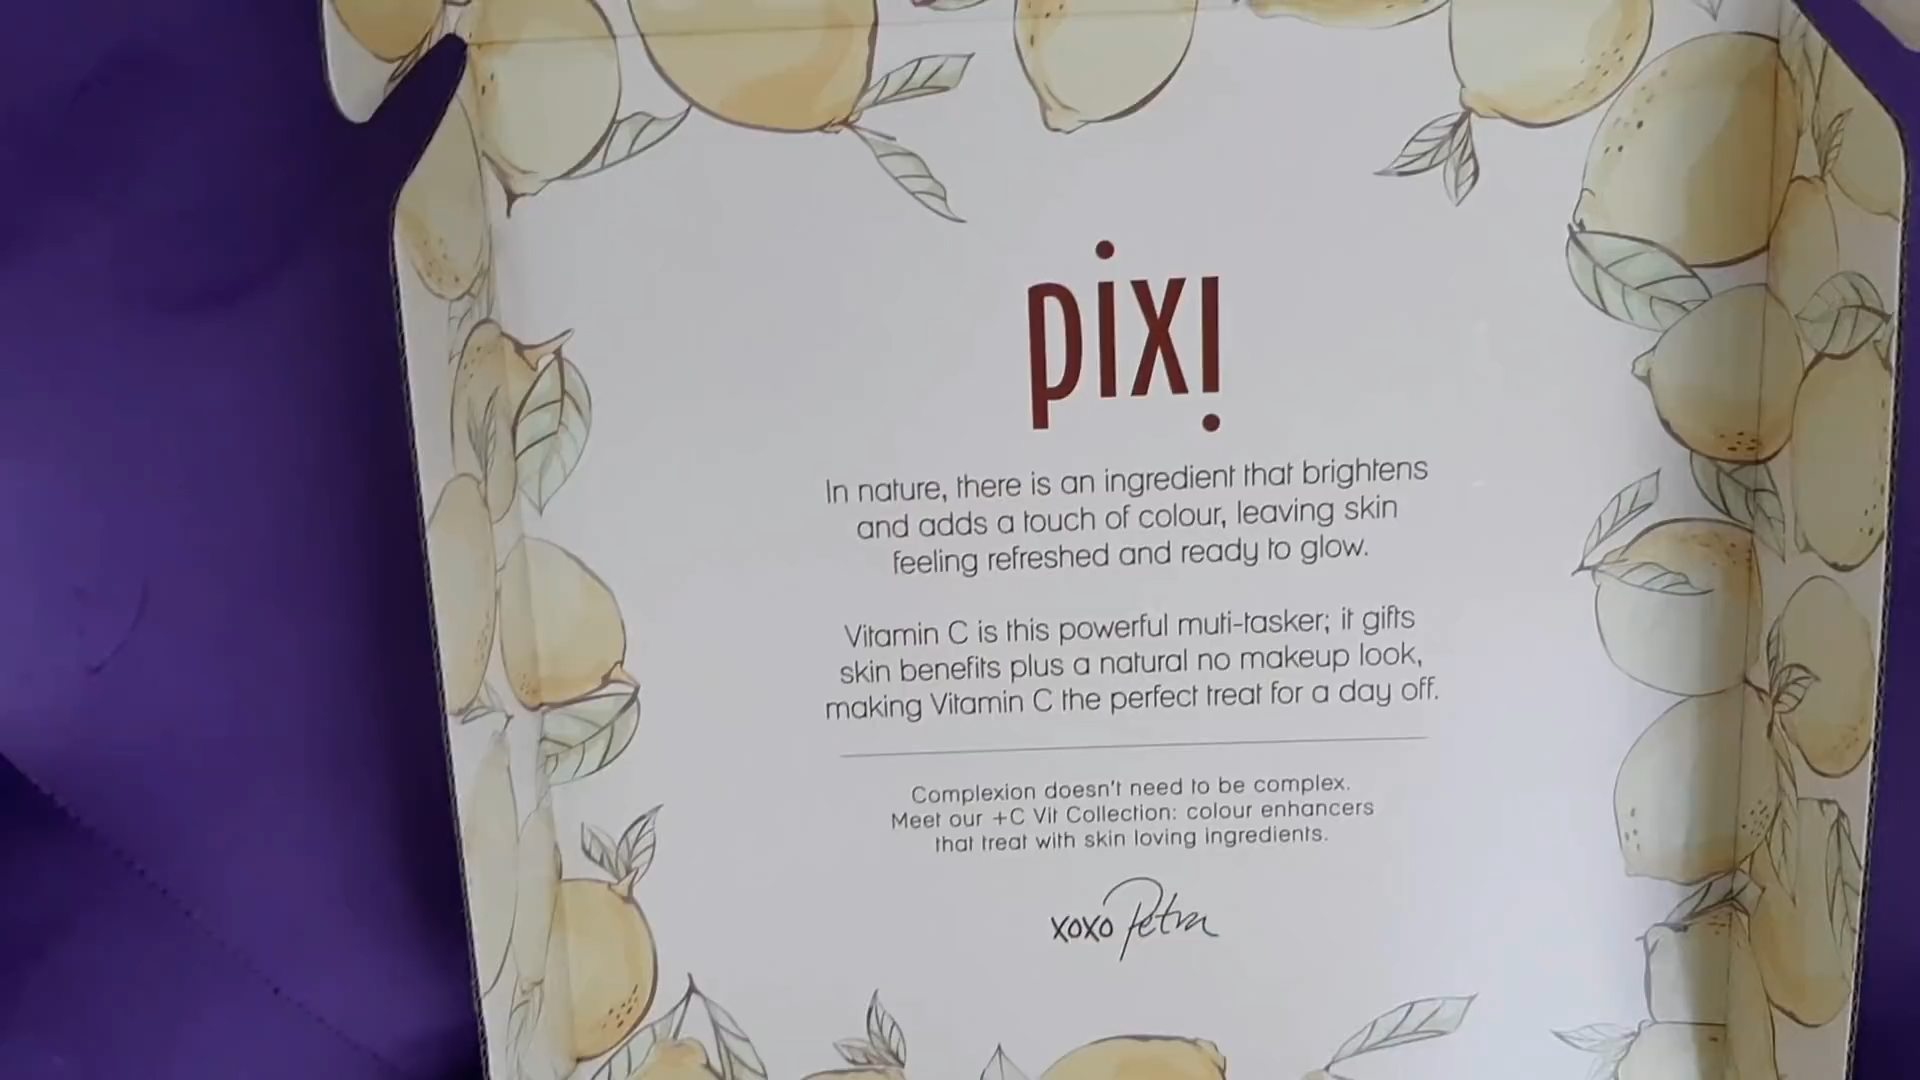 pixi
In nature, there is an ingredient that brightens
and adds a touch of colour, leaving skin
feeling refreshed and ready to glow.
Vitamin C is this powerful muti-tasker; it gifts
skin benefits plus a natural no makeup look,
making Vitamin C the perfect treat for a day off.
Complexion doesn't need to be complex.
Meet our +C Vit Collection: colour enhancers
that treat with skin loving ingredients.
xoxo Petra